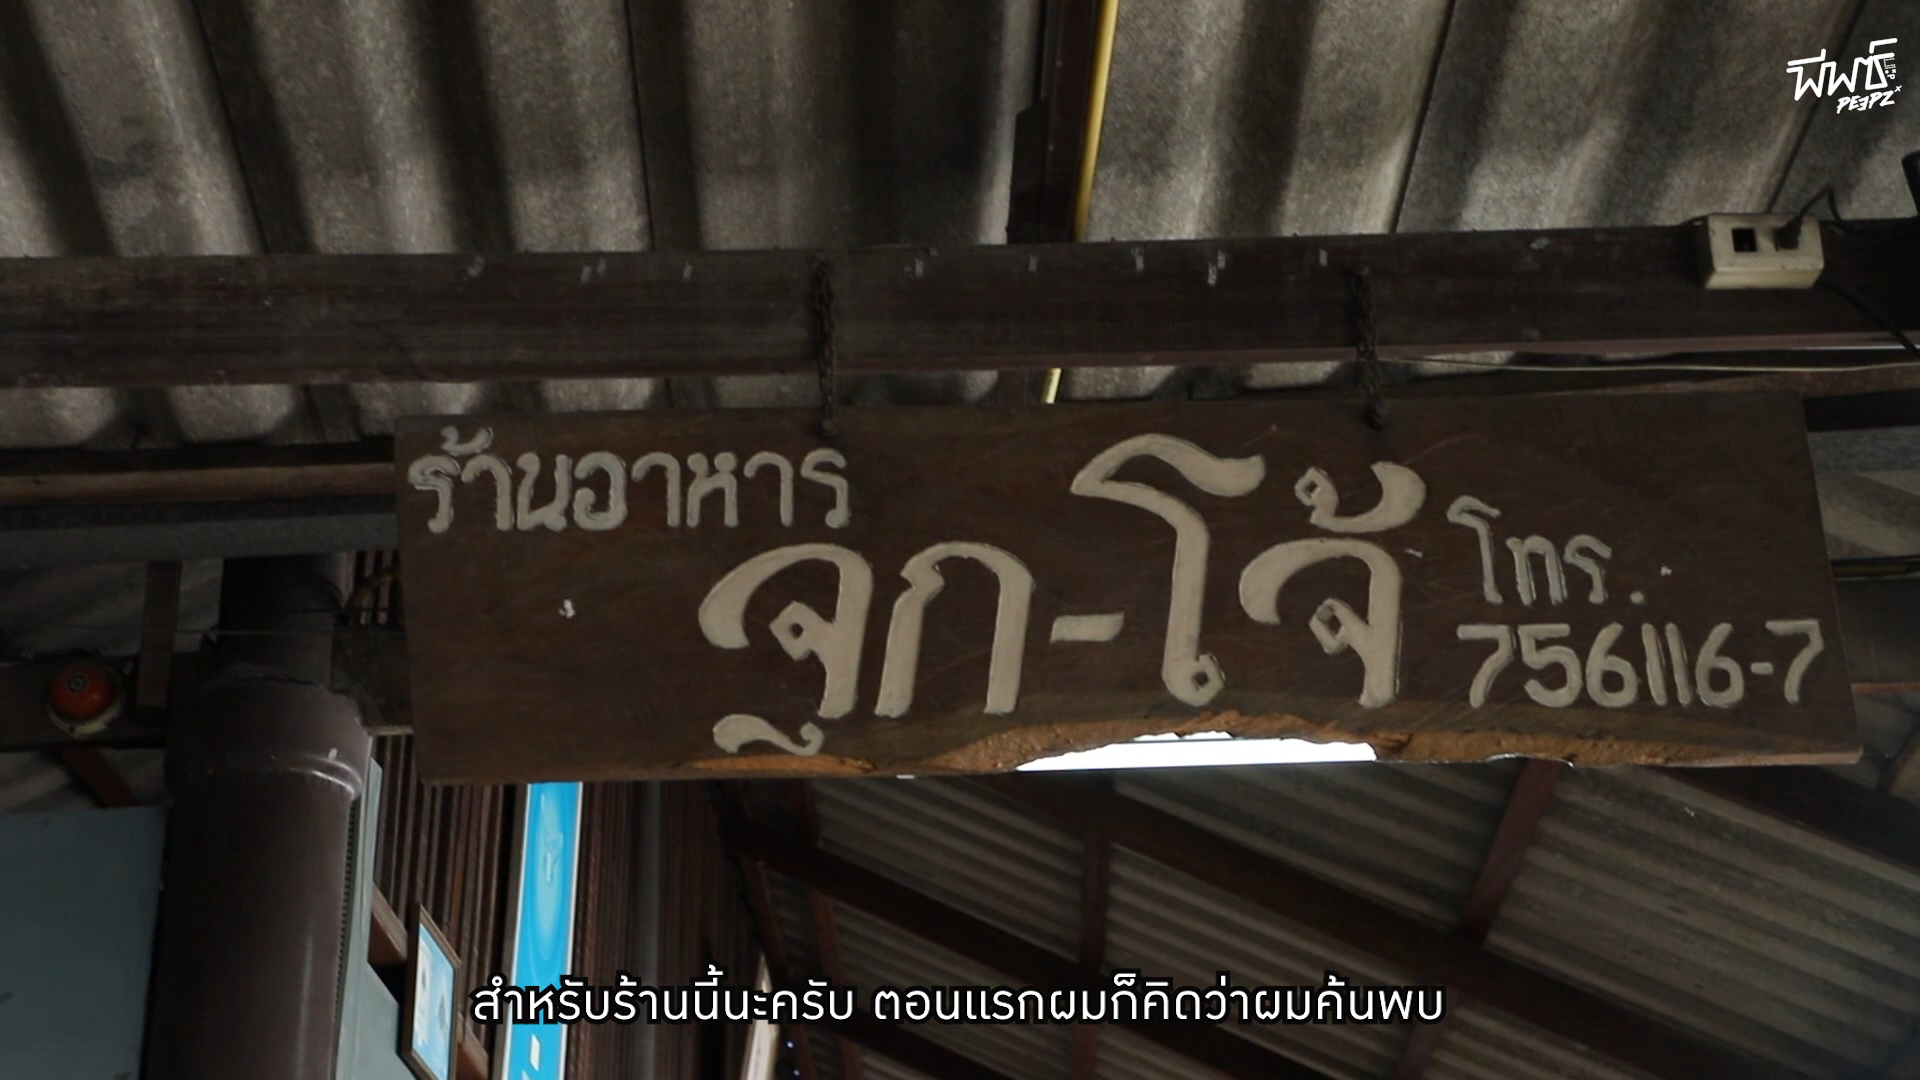 พีพซ์
PEEPZ
ร้านอาหาร
จูก-โจ้
โทร.
756116-7
สำหรับร้านนี้นะครับ ตอนแรกผมก็คิดว่าผมค้นพบ